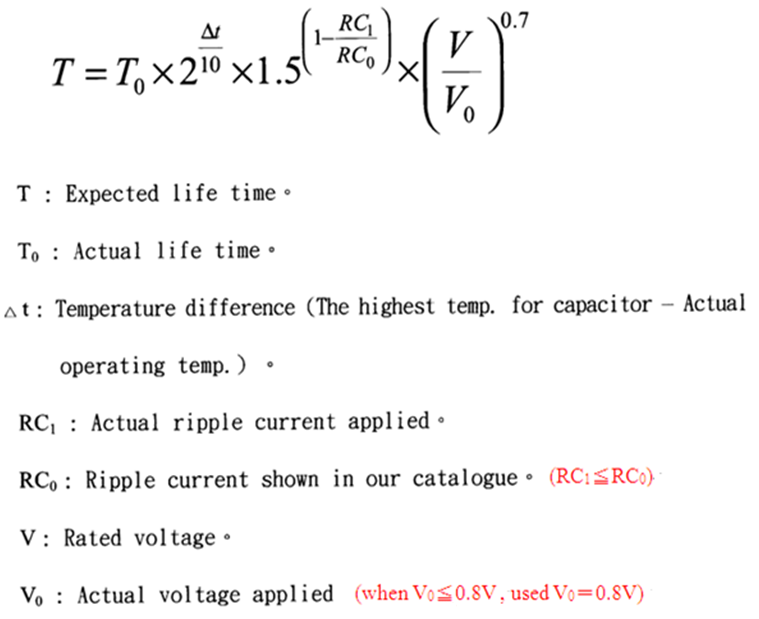 T = T₀ × 2^(Δt/10) × 1.5^(1-RC₁/RC₀) × (V/V₀)^0.7
T : Expected life time。
T₀ : Actual life time。
△t: Temperature difference (The highest temp. for capacitor - Actual
operating temp.) 。
RC₁ : Actual ripple current applied。
RC₀: Ripple current shown in our catalogue。 (RC₁≦RC₀)
V: Rated voltage。
V₀ : Actual voltage applied (when V₀≦0.8V, used V₀=0.8V)